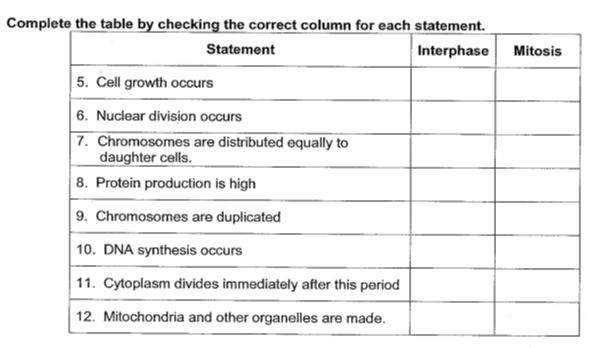 Complete the table by checking the correct column for each statement.
Statement Interphase Mitosis
5. Cell growth occurs
6. Nuclear division occurs
7. Chromosomes are distributed equally to
daughter cells.
8. Protein production is high
9. Chromosomes are duplicated
10. DNA synthesis occurs
11. Cytoplasm divides immediately after this period
12. Mitochondria and other organelles are made.